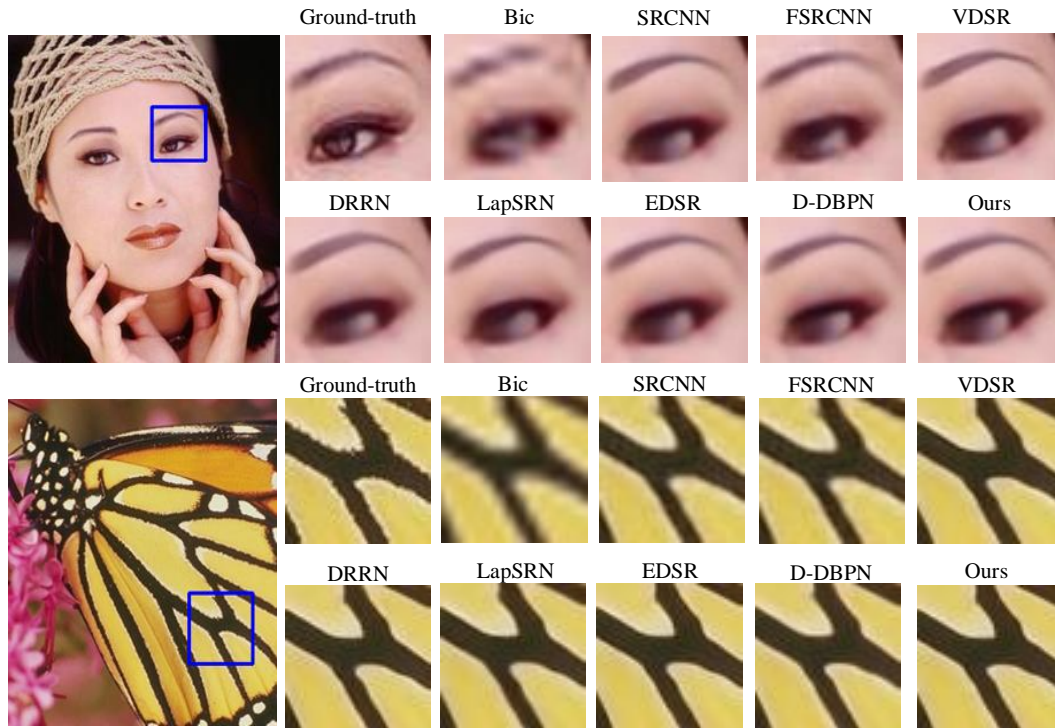 Ground-truth Bic SRCNN FSRCNN VDSR
DRRN LapSRN EDSR D-DBPN Ours
Ground-truth Bic SRCNN FSRCNN VDSR
DRRN LapSRN EDSR D-DBPN Ours